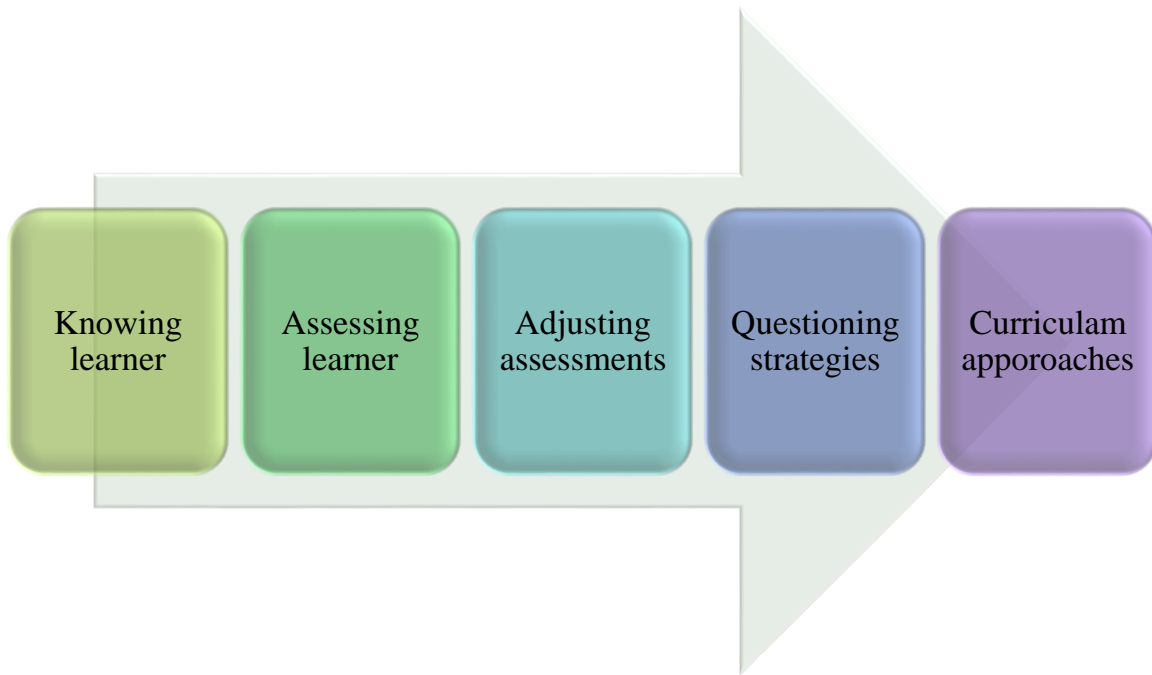 Knowing
learner
Assessing
learner
Adjusting
assessments
Questioning
strategies
Curriculam
apporoaches